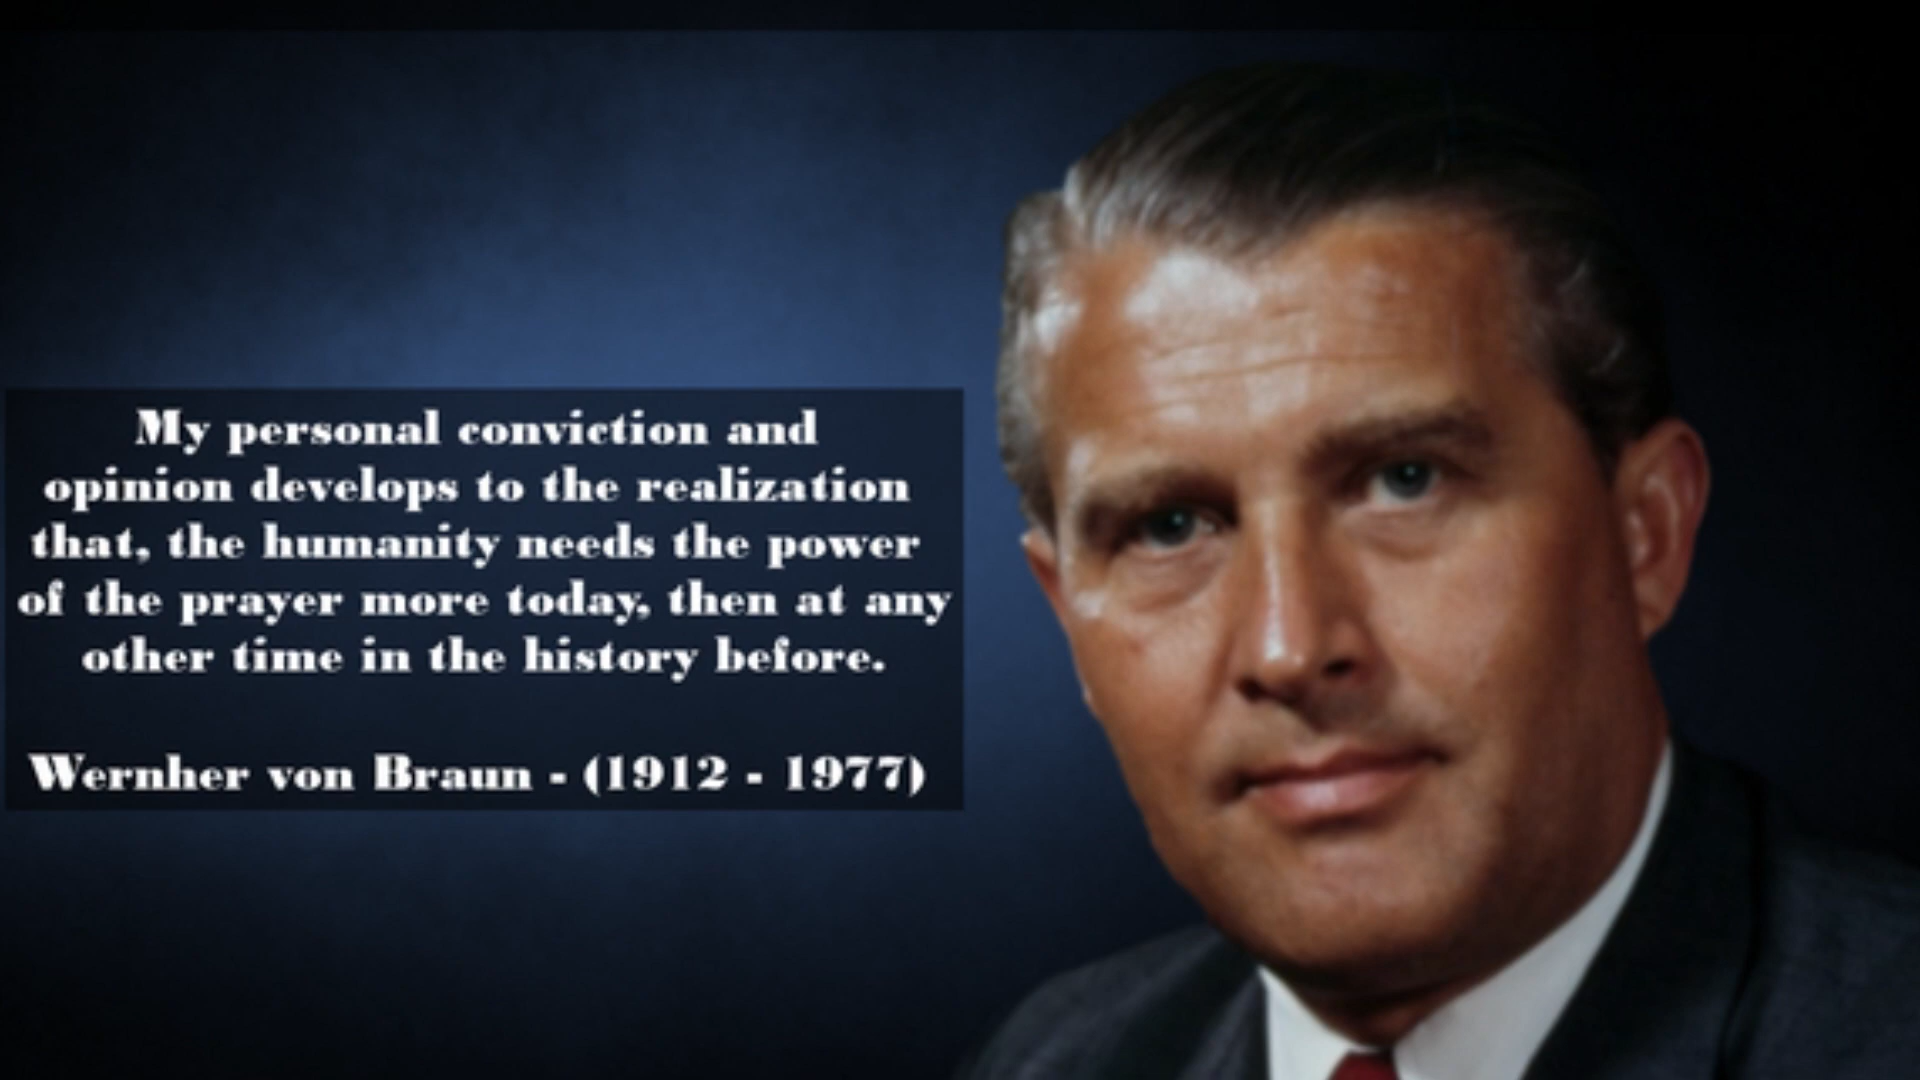 My personal conviction and
opinion develops to the realization
that, the humanity needs the power
of the prayer more today, then at any
other time in the history before.
Wernher von Braun - (1912 - 1977)